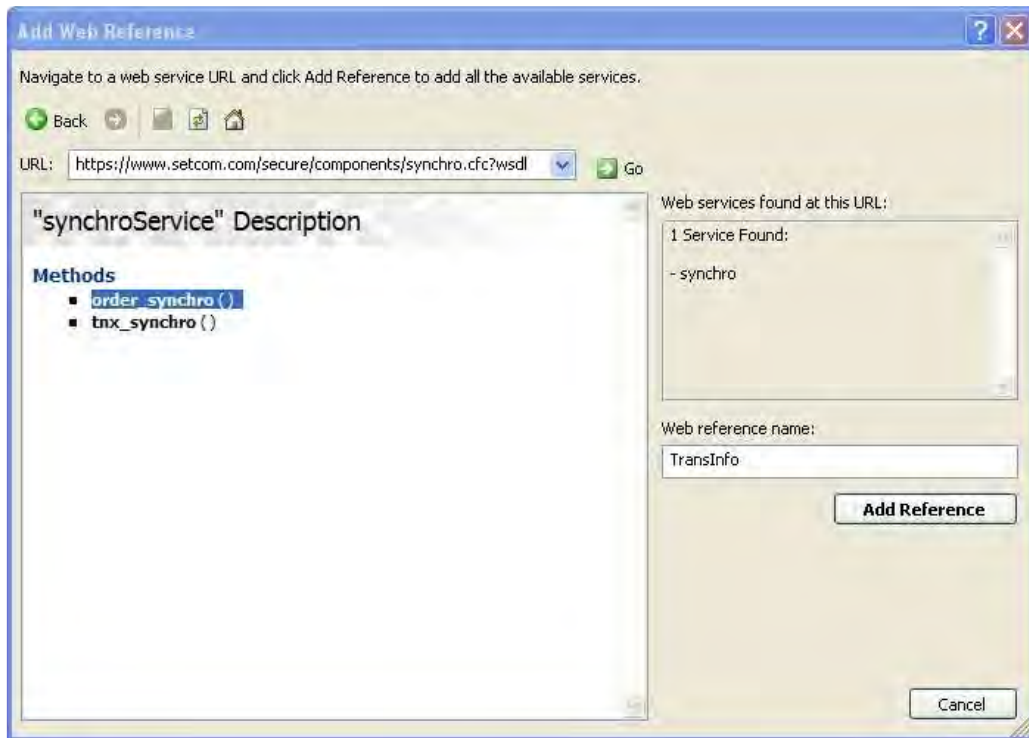 Add Web Reference
Navigate to a web service URL and click Add Reference to add all the available services.
Back
URL: https://www.setcom.com/secure/components/synchro.cfc?wsdl Go
"synchroService" Description
Methods
order_synchro ()
tnx_synchro ()
Web services found at this URL:
1 Service Found:
- synchro
Web reference name:
TransInfo
Add Reference
Cancel